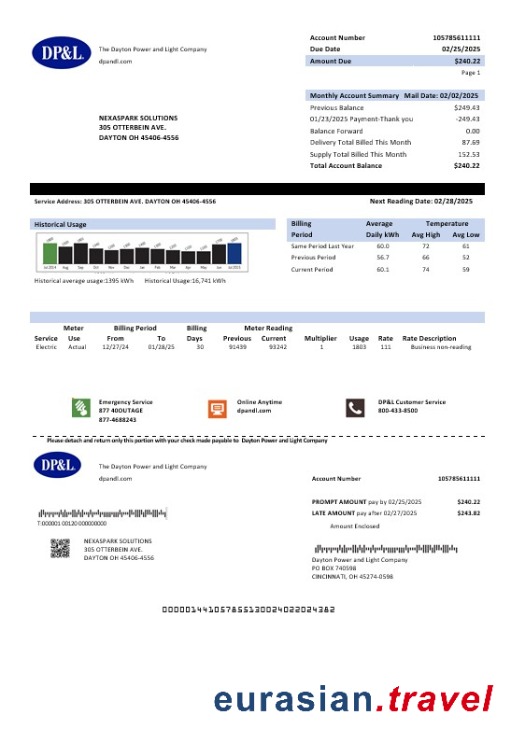 DP&L.
The Dayton Power and Light Company
dpandl.com
Account Number 105785611111
Due Date 02/25/2025
Amount Due $240.22
Page 1
Monthly Account Summary Mail Date: 02/02/2025
Previous Balance $249.43
01/23/2025 Payment-Thank you -249.43
Balance Forward 0.00
Delivery Total Billed This Month 87.69
Supply Total Billed This Month 152.53
Total Account Balance $240.22
NEXASPARK SOLUTIONS
305 OTTERBEIN AVE.
DAYTON OH 45406-4556
Service Address: 305 OTTERBEIN AVE. DAYTON OH 45406-4556
Next Reading Date: 02/28/2025
Historical Usage
Jul 2024 Aug Sep Oct Nov Dec Jan Feb Mar Apr May Jun Jul 2025
Historical average usage:1395 kWh Historical Usage:16,741 kWh
Billing Average Temperature
Period Daily kWh Avg High Avg Low
Same Period Last Year 60.0 72 61
Previous Period 56.7 66 52
Current Period 60.1 74 59
Meter Billing Period Billing Meter Reading
Service Use From To Days Previous Current Multiplier Usage Rate Rate Description
Electric Actual 12/27/24 01/28/25 30 91439 93242 1 1803 111 Business non-reading
Emergency Service
877 40OUTAGE
877-4688243
Online Anytime
dpandl.com
DP&L Customer Service
800-433-8500
Please detach and return only this portion with your check made payable to Dayton Power and Light Company
DP&L.
The Dayton Power and Light Company
dpandl.com
Account Number 105785611111
PROMPT AMOUNT pay by 02/25/2025 $240.22
LATE AMOUNT pay after 02/27/2025 $243.82
Amount Enclosed
T:000001 00120 000000000
NEXASPARK SOLUTIONS
305 OTTERBEIN AVE.
DAYTON OH 45406-4556
Dayton Power and Light Company
PO BOX 740598
CINCINNATI, OH 45274-0598
00000144105785513002402202​4382
eurasian.travel